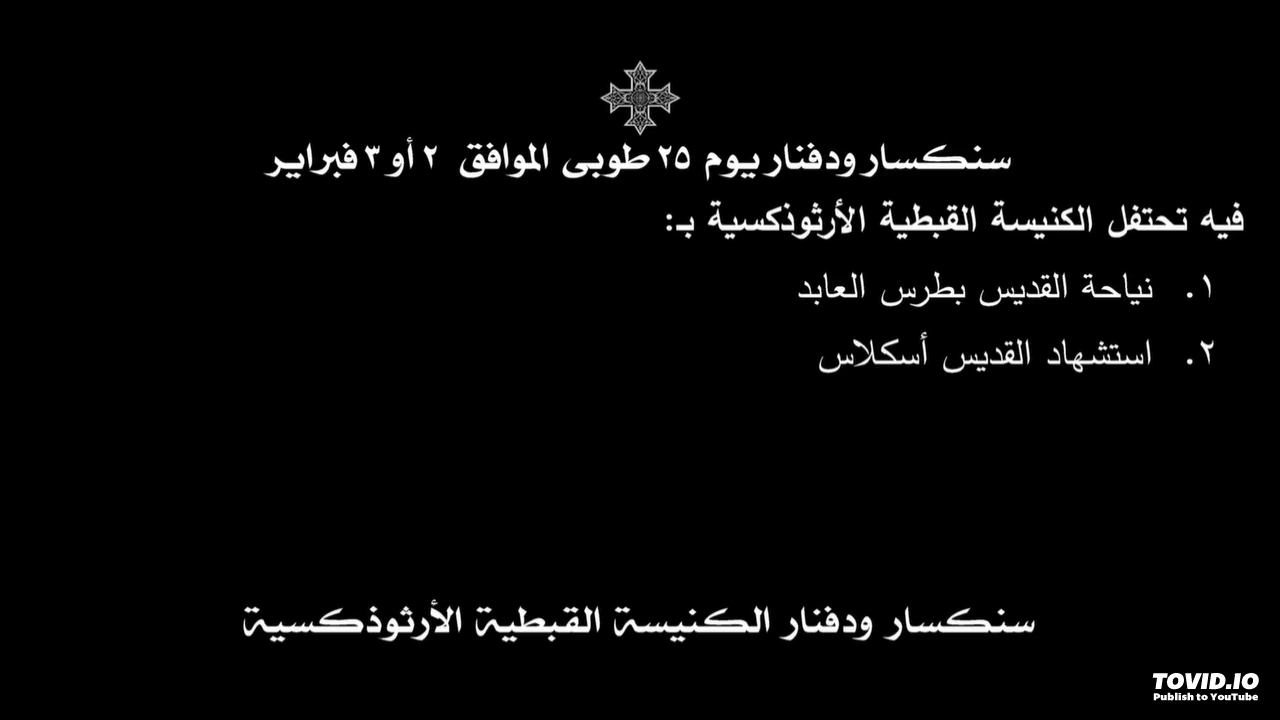 سنكسار ودفنار يوم ٢٥ طوبى الموافق ٢ أو ٣ فبراير
فيه تحتفل الكنيسة القبطية الأرثوذكسية بـ:
١. نياحة القديس بطرس العابد
٢. استشهاد القديس أسكلاس
سنكسار ودفنار الكنيسة القبطية الأرثوذكسية
TOVID.IO
Publish to YouTube